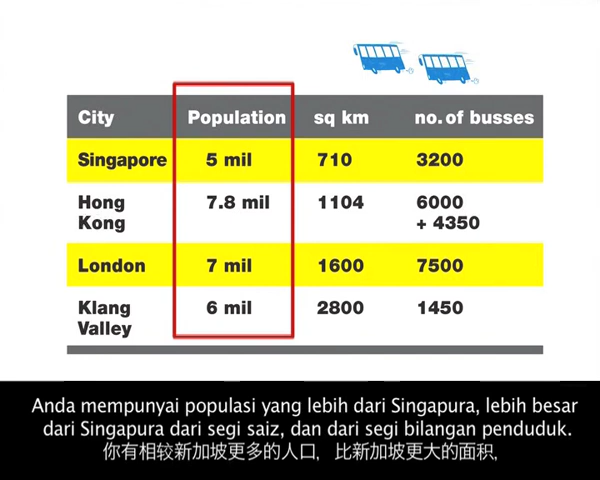 City Population sq km no. of busses
Singapore 5 mil 710 3200
Hong Kong 7.8 mil 1104 6000 + 4350
London 7 mil 1600 7500
Klang Valley 6 mil 2800 1450
Anda mempunyai populasi yang lebih dari Singapura, lebih besar
dari Singapura dari segi saiz, dan dari segi bilangan penduduk.
你有相较新加坡更多的人口，比新加坡更大的面积，